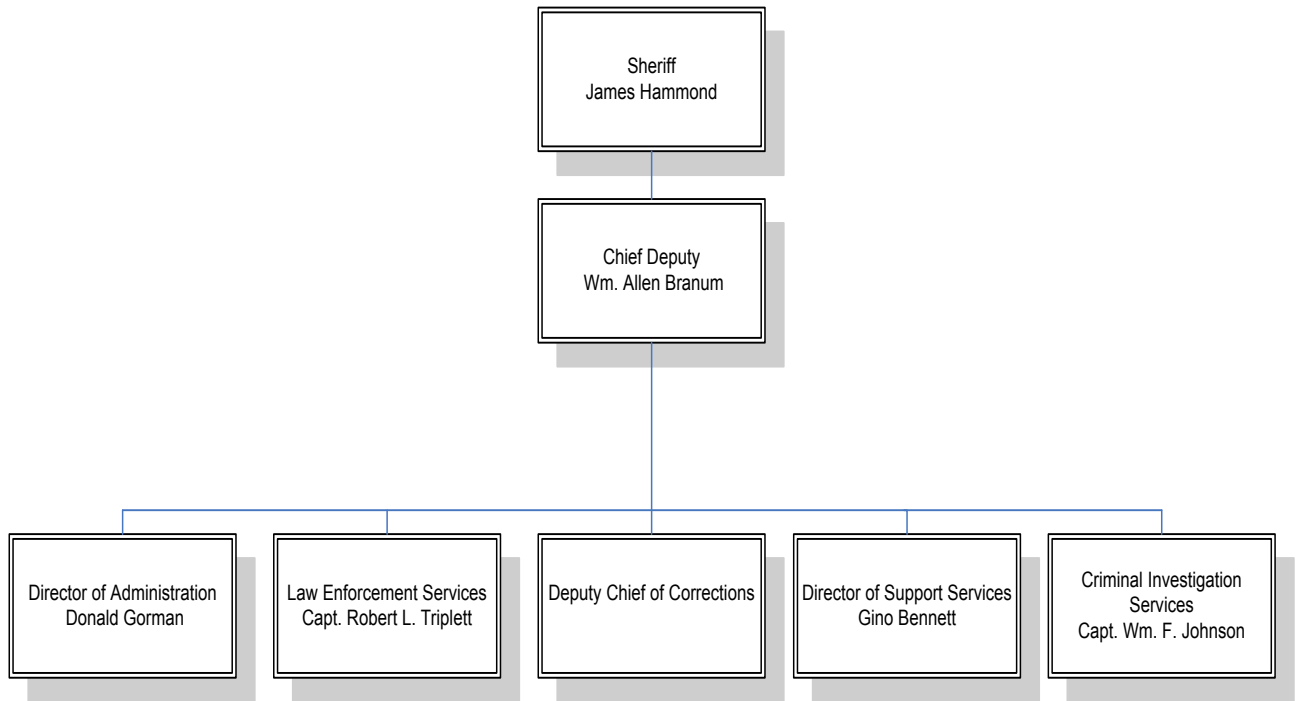 Sheriff
James Hammond
Chief Deputy
Wm. Allen Branum
Director of Administration
Donald Gorman
Law Enforcement Services
Capt. Robert L. Triplett
Deputy Chief of Corrections
Director of Support Services
Gino Bennett
Criminal Investigation
Services
Capt. Wm. F. Johnson